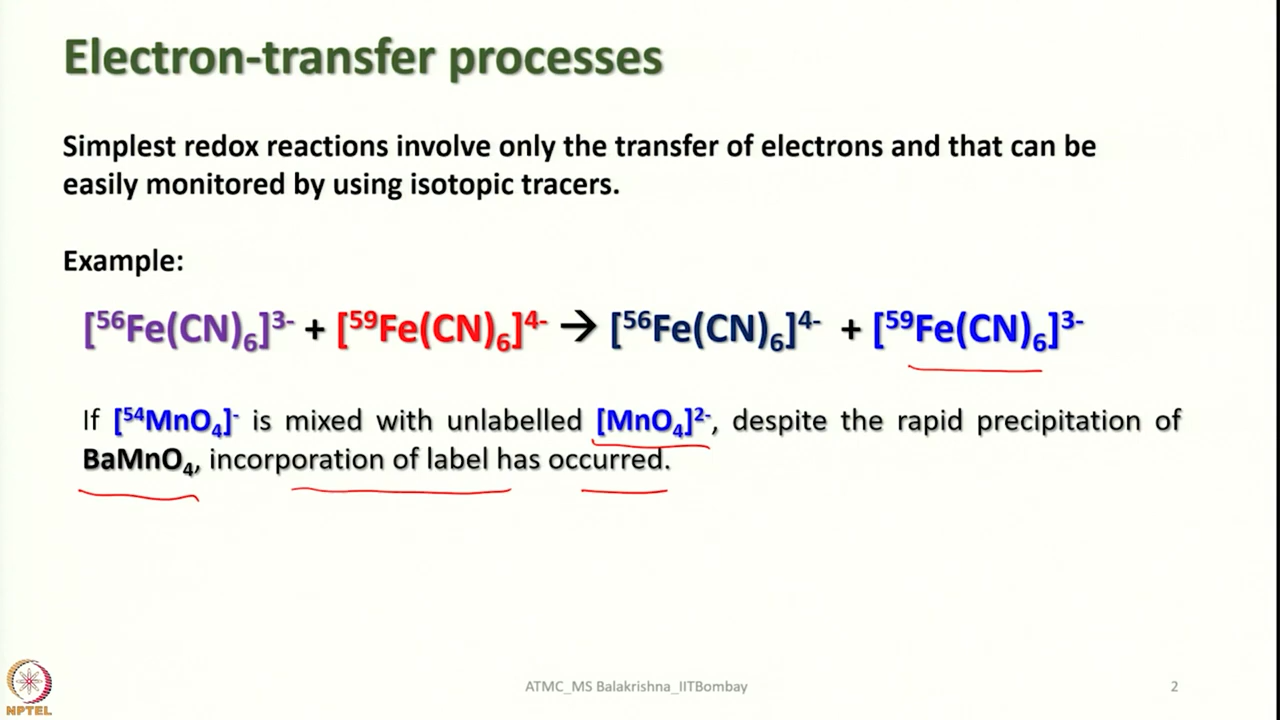 Electron-transfer processes
Simplest redox reactions involve only the transfer of electrons and that can be
easily monitored by using isotopic tracers.
Example:
[⁵⁶Fe(CN)₆]³⁻ + [⁵⁹Fe(CN)₆]⁴⁻ → [⁵⁶Fe(CN)₆]⁴⁻ + [⁵⁹Fe(CN)₆]³⁻
If [⁵⁴MnO₄]⁻ is mixed with unlabelled [MnO₄]²⁻, despite the rapid precipitation of
BaMnO₄, incorporation of label has occurred.
NPTEL
ATMC_MS Balakrishna_IITBombay
2